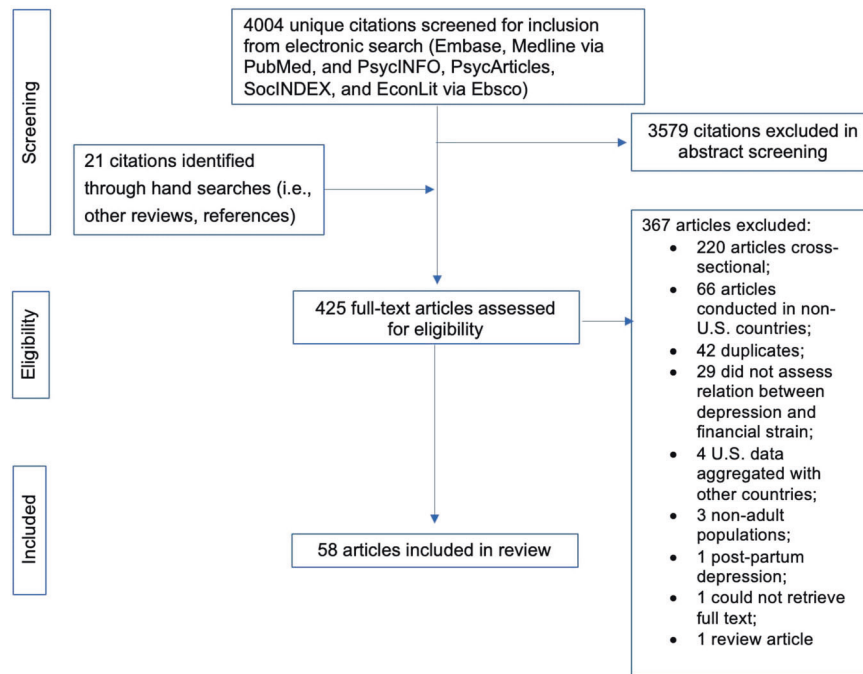 4004 unique citations screened for inclusion
from electronic search (Embase, Medline via
PubMed, and PsycINFO, PsycArticles,
SocINDEX, and EconLit via Ebsco)
Screening
3579 citations excluded in
abstract screening
21 citations identified
through hand searches (i.e.,
other reviews, references)
367 articles excluded:
• 220 articles cross-
sectional;
• 66 articles
conducted in non-
U.S. countries;
• 42 duplicates;
• 29 did not assess
relation between
depression and
financial strain;
• 4 U.S. data
aggregated with
other countries;
• 3 non-adult
populations;
• 1 post-partum
depression;
• 1 could not retrieve
full text;
• 1 review article
Eligibility
425 full-text articles assessed
for eligibility
Included
58 articles included in review